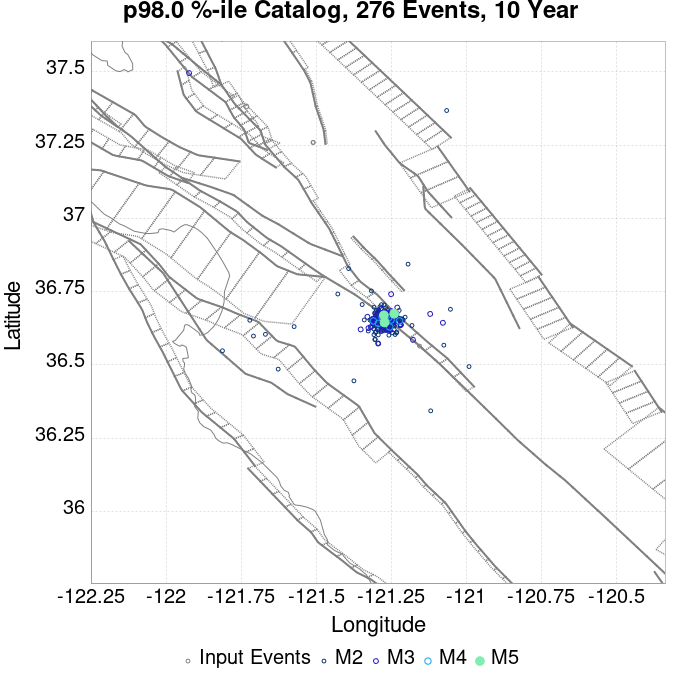 p98.0 %-ile Catalog, 276 Events, 10 Year
37.5
37.25
37
36.75
36.5
36.25
36
Latitude
-122.25 -122 -121.75 -121.5 -121.25 -121 -120.75 -120.5
Longitude
Input Events M2 M3 M4 M5